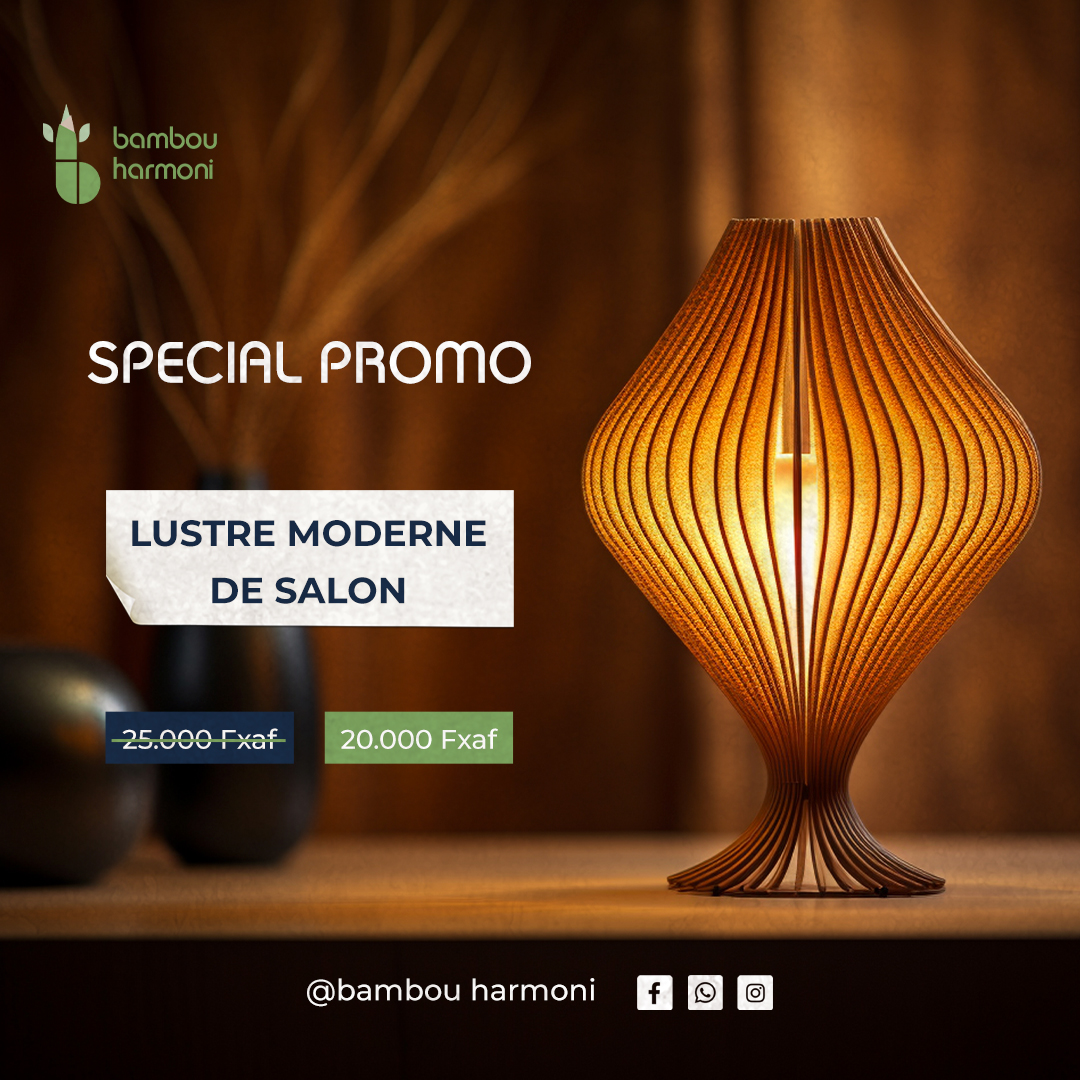 bambou
harmoni
SPECIAL PROMO
LUSTRE MODERNE
DE SALON
25.000 Fxaf
20.000 Fxaf
@bambou harmoni